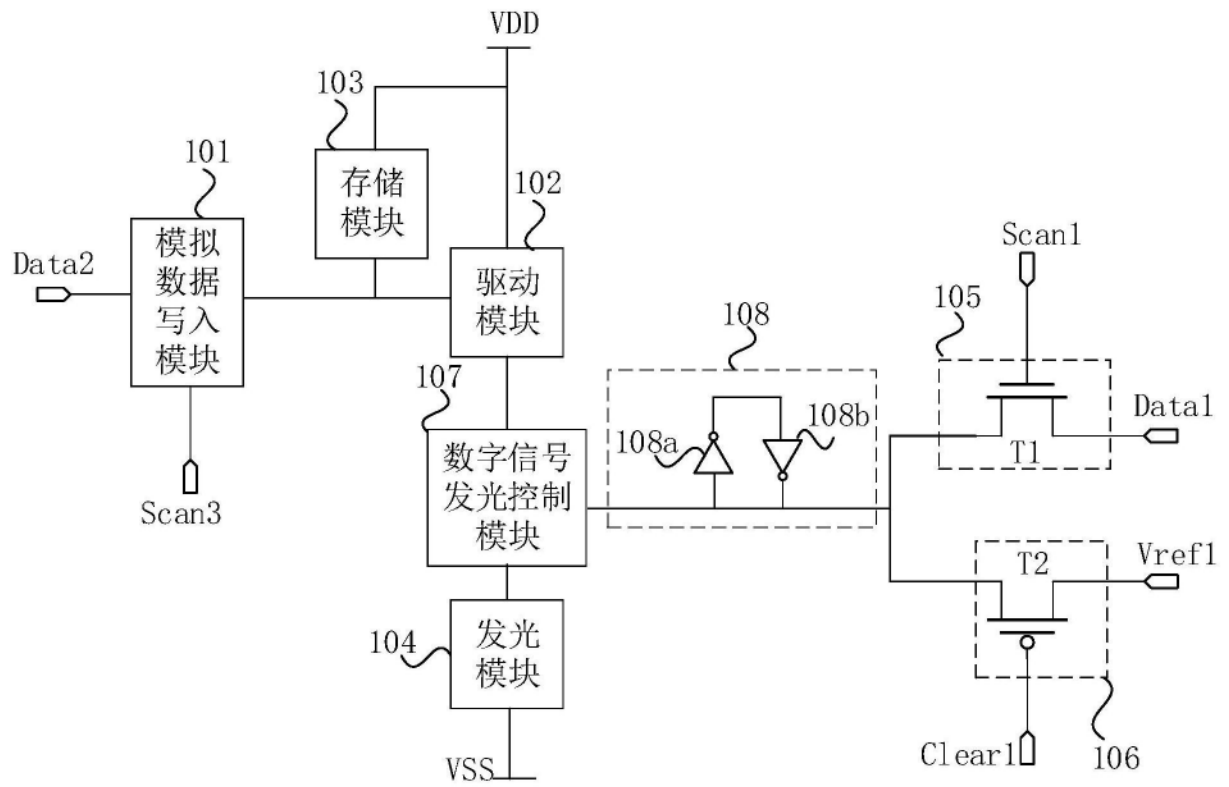 VDD
103
存储
模块
101
模拟
数据
写入
模块
Data2
Scan3
102
驱动
模块
107
数字信号
发光控制
模块
104
发光
模块
VSS
108
108a
108b
Scan1
105
T1
Data1
T2
Vref1
Clear1
106